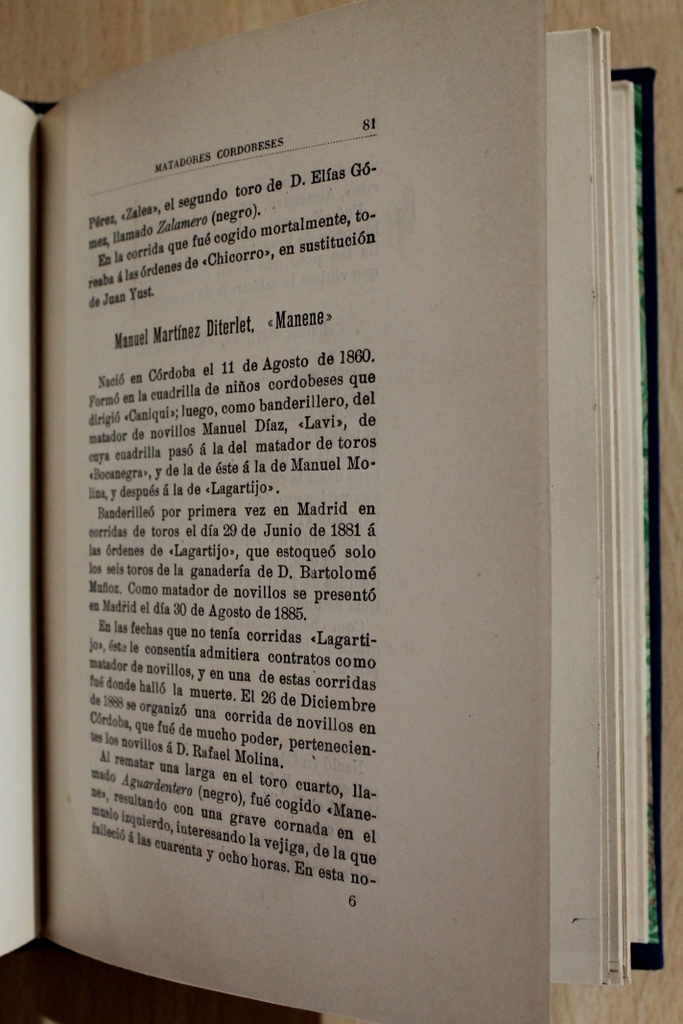 MATADORES CORDOBESES 81
Pérez, «Zalea», el segundo toro de D. Elías Gó-
mez, llamado Zalamero (negro).
En la corrida que fué cogido mortalmente, to-
reaba á las órdenes de «Chicorro», en sustitución
de Juan Yust.
Manuel Martínez Diterlet, «Manene»
Nació en Córdoba el 11 de Agosto de 1860.
Formó en la cuadrilla de niños cordobeses que
dirigió «Caniqui»; luego, como banderillero, del
matador de novillos Manuel Díaz, «Lavi», de
cuya cuadrilla pasó á la del matador de toros
«Bocanegra», y de la de éste á la de Manuel Mo-
lina, y después á la de «Lagartijo».
Banderilleó por primera vez en Madrid en
corridas de toros el día 29 de Junio de 1881 á
las órdenes de «Lagartijo», que estoqueó solo
los seis toros de la ganadería de D. Bartolomé
Muñoz. Como matador de novillos se presentó
en Madrid el día 30 de Agosto de 1885.
En las fechas que no tenía corridas «Lagarti-
jo», éste le consentía admitiera contratos como
matador de novillos, y en una de estas corridas
fué donde halló la muerte. El 26 de Diciembre
de 1888 se organizó una corrida de novillos en
Córdoba, que fué de mucho poder, pertenecien-
tes los novillos á D. Rafael Molina.
Al rematar una larga en el toro cuarto, lla-
mado Aguardentero (negro), fué cogido «Mane-
ne», resultando con una grave cornada en el
muslo izquierdo, interesando la vejiga, de la que
falleció á las cuarenta y ocho horas. En esta no-
6